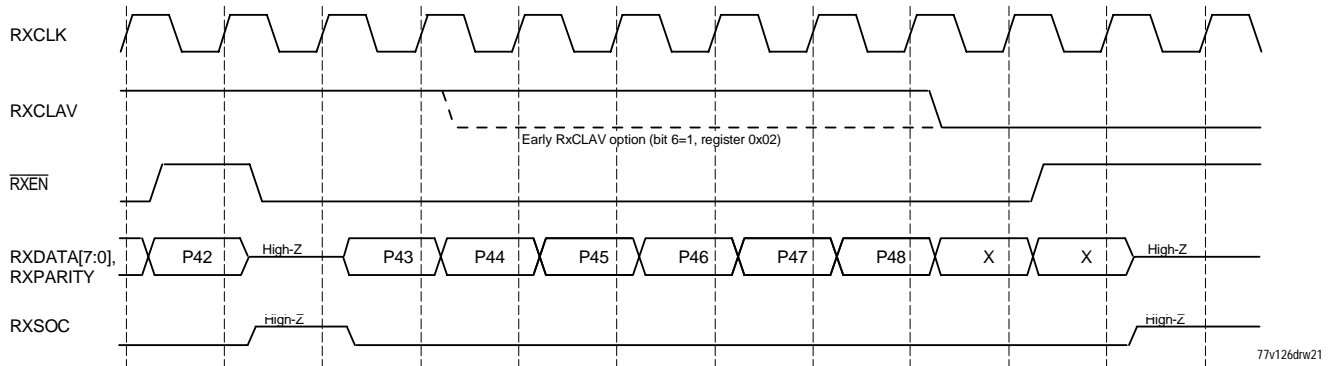 RXCLK
RXCLAV
Early RxCLAV option (bit 6=1, register 0x02)
RXEN
RXDATA[7:0],
RXPARITY
P42
High-Z
P43
P44
P45
P46
P47
P48
X
X
High-Z
RXSOC
High-Z
High-Z
77v126drw21